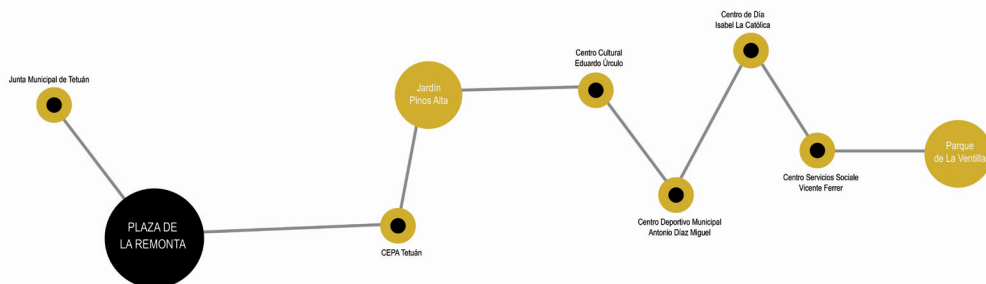 Junta Municipal de Tetuán
PLAZA DE
LA REMONTA
CEPA Tetuán
Jardín
Pinos Alta
Centro Cultural
Eduardo Úrculo
Centro Deportivo Municipal
Antonio Díaz Miguel
Centro de Día
Isabel La Católica
Centro Servicios Sociale
Vicente Ferrer
Parque
de La Ventilla